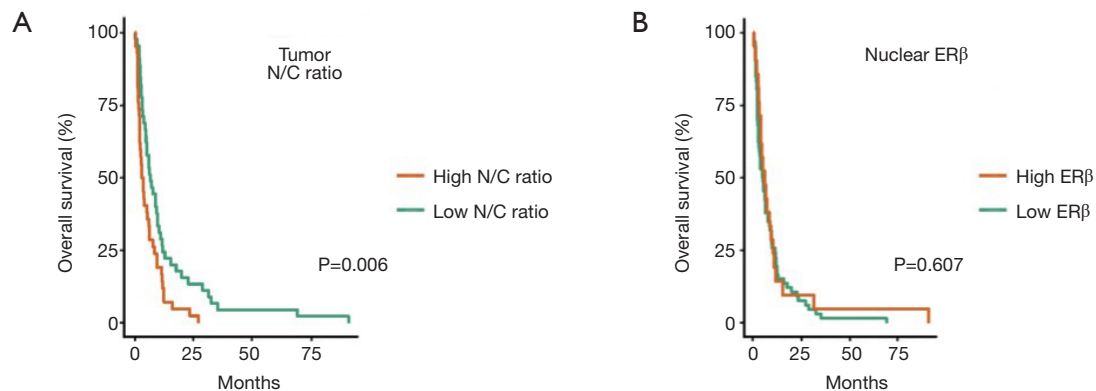 A
Tumor
N/C ratio
Overall survival (%)
100
75
50
25
0
High N/C ratio
Low N/C ratio
P=0.006
0 25 50 75
Months
B
Nuclear ERβ
Overall survival (%)
100
75
50
25
0
High ERβ
Low ERβ
P=0.607
0 25 50 75
Months